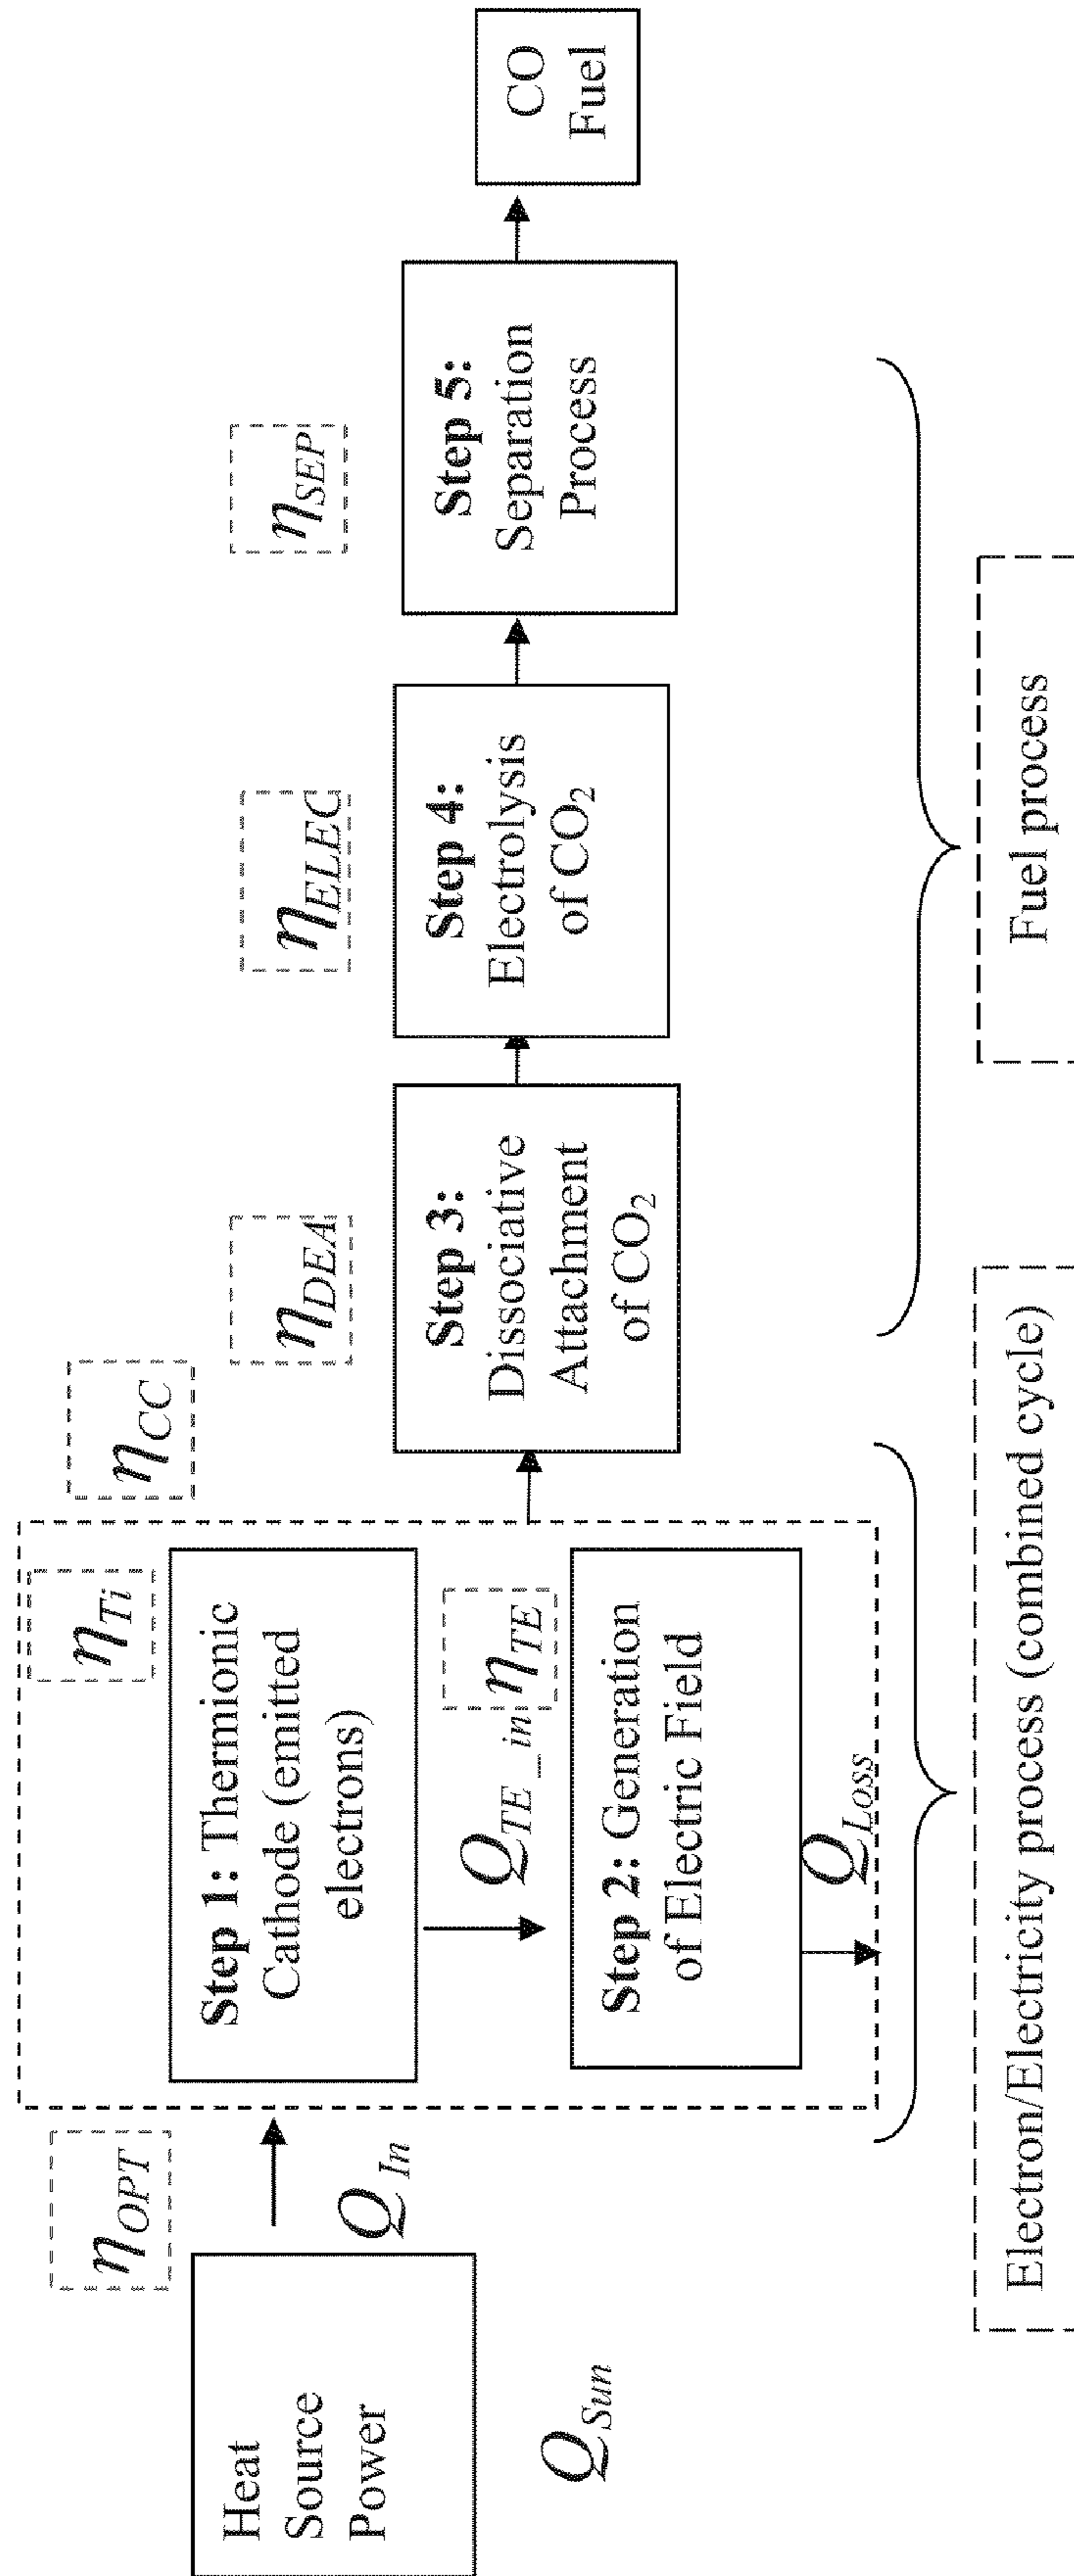 Heat
Source
Power
Q_Sun
η_OPT
Q_In
η_Ti
Step 1: Thermionic
Cathode (emitted
electrons)
Q_TE_in
η_TE
Step 2: Generation
of Electric Field
Q_Loss
η_CC
Electron/Electricity process (combined cycle)
η_DEA
Step 3:
Dissociative
Attachment
of CO₂
η_ELEC
Step 4:
Electrolysis
of CO₂
η_SEP
Step 5:
Separation
Process
Fuel process
CO
Fuel